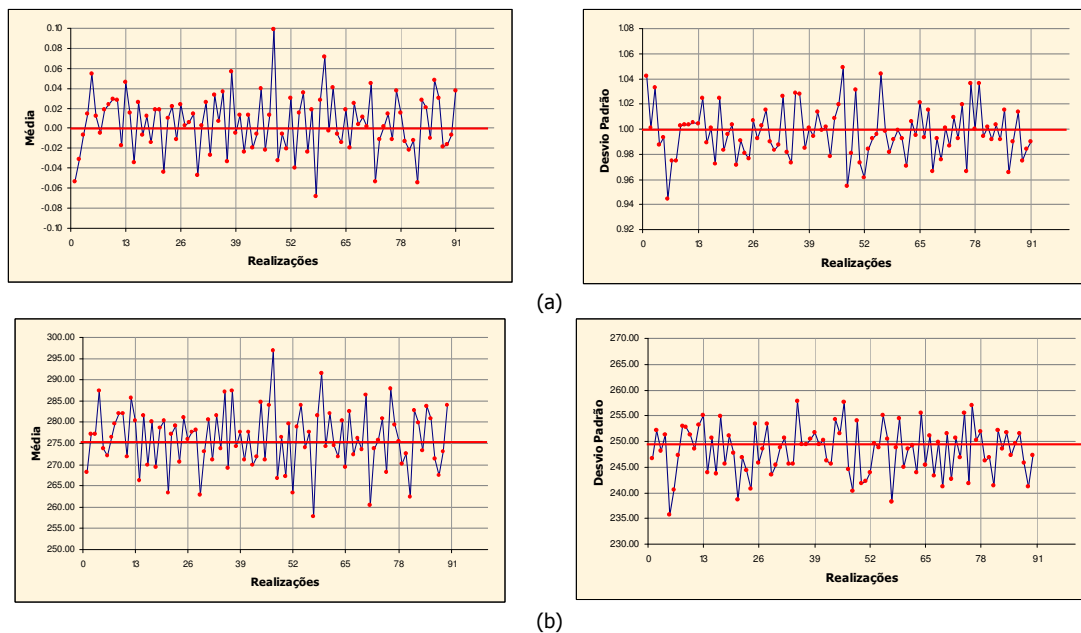 0.10
0.08
0.06
0.04
0.02
0.00
-0.02
-0.04
-0.06
-0.08
-0.10
Média
0 13 26 39 52 65 78 91
Realizações
1.08
1.06
1.04
1.02
1.00
0.98
0.96
0.94
0.92
Desvio Padrão
0 13 26 39 52 65 78 91
Realizações
(a)
300.00
295.00
290.00
285.00
280.00
275.00
270.00
265.00
260.00
255.00
250.00
Média
0 13 26 39 52 65 78 91
Realizações
270.00
265.00
260.00
255.00
250.00
245.00
240.00
235.00
230.00
Desvio Padrão
0 13 26 39 52 65 78 91
Realizações
(b)